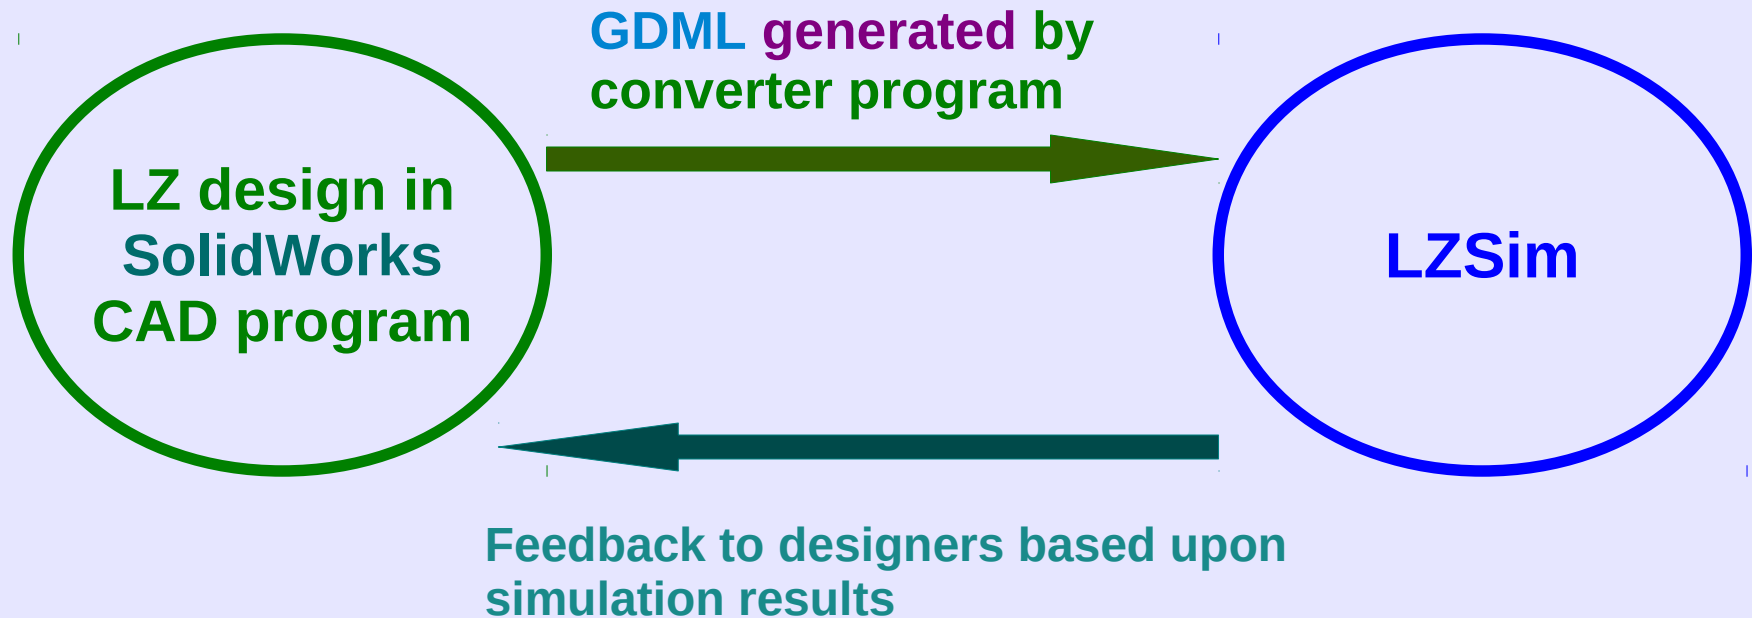 GDML generated by
converter program
LZ design in
SolidWorks
CAD program
LZSim
Feedback to designers based upon
simulation results